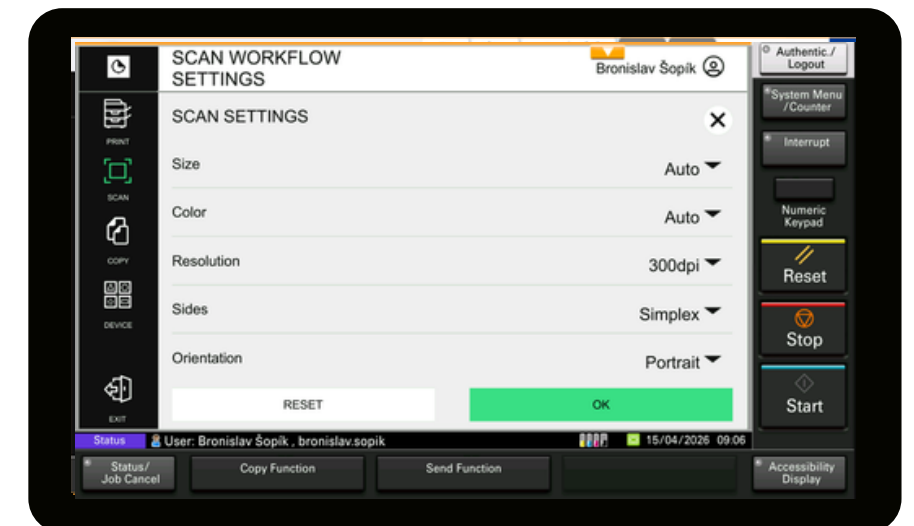 SCAN WORKFLOW
SETTINGS
Bronislav Šopík
SCAN SETTINGS
Size
Auto
Color
Auto
Resolution
300dpi
Sides
Simplex
Orientation
Portrait
RESET
OK
PRINT
SCAN
COPY
DEVICE
EXIT
Authentic./
Logout
System Menu
/Counter
Interrupt
Numeric
Keypad
Reset
Stop
Start
Status
User: Bronislav Šopík , bronislav.sopik
15/04/2026 09:06
Status/
Job Cancel
Copy Function
Send Function
Accessibility
Display